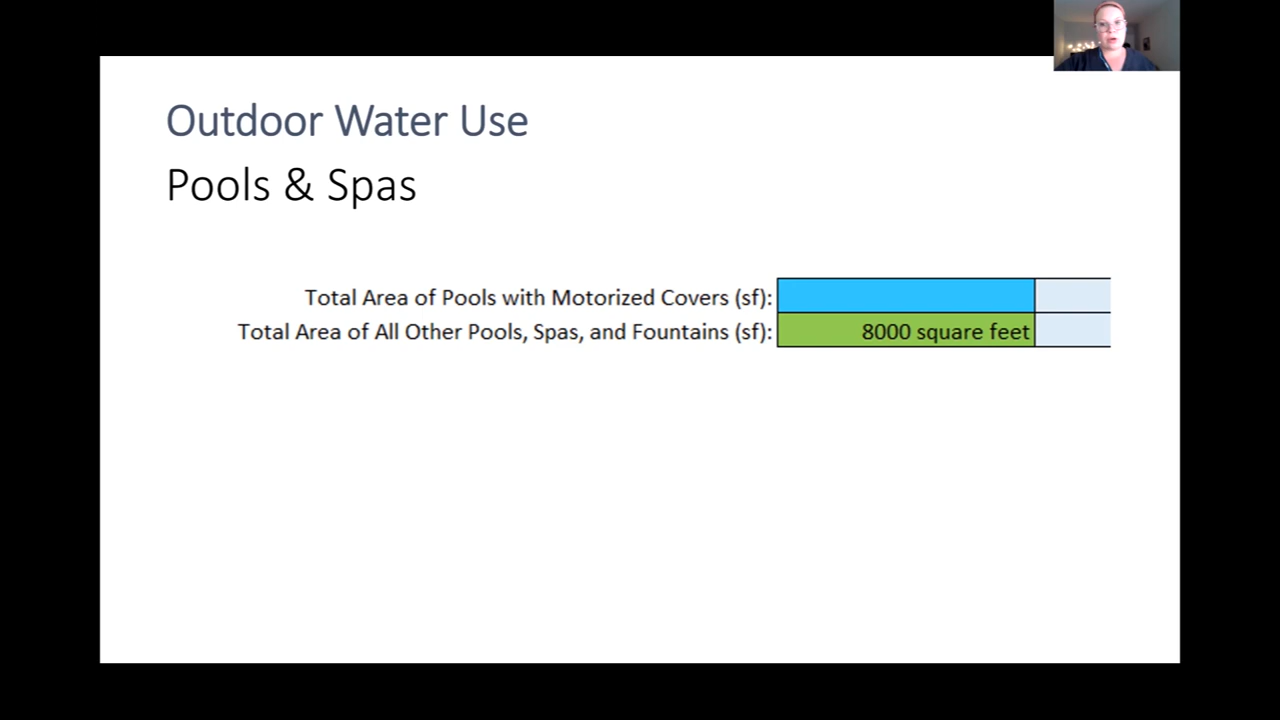 Outdoor Water Use
Pools & Spas
Total Area of Pools with Motorized Covers (sf):
Total Area of All Other Pools, Spas, and Fountains (sf): 8000 square feet